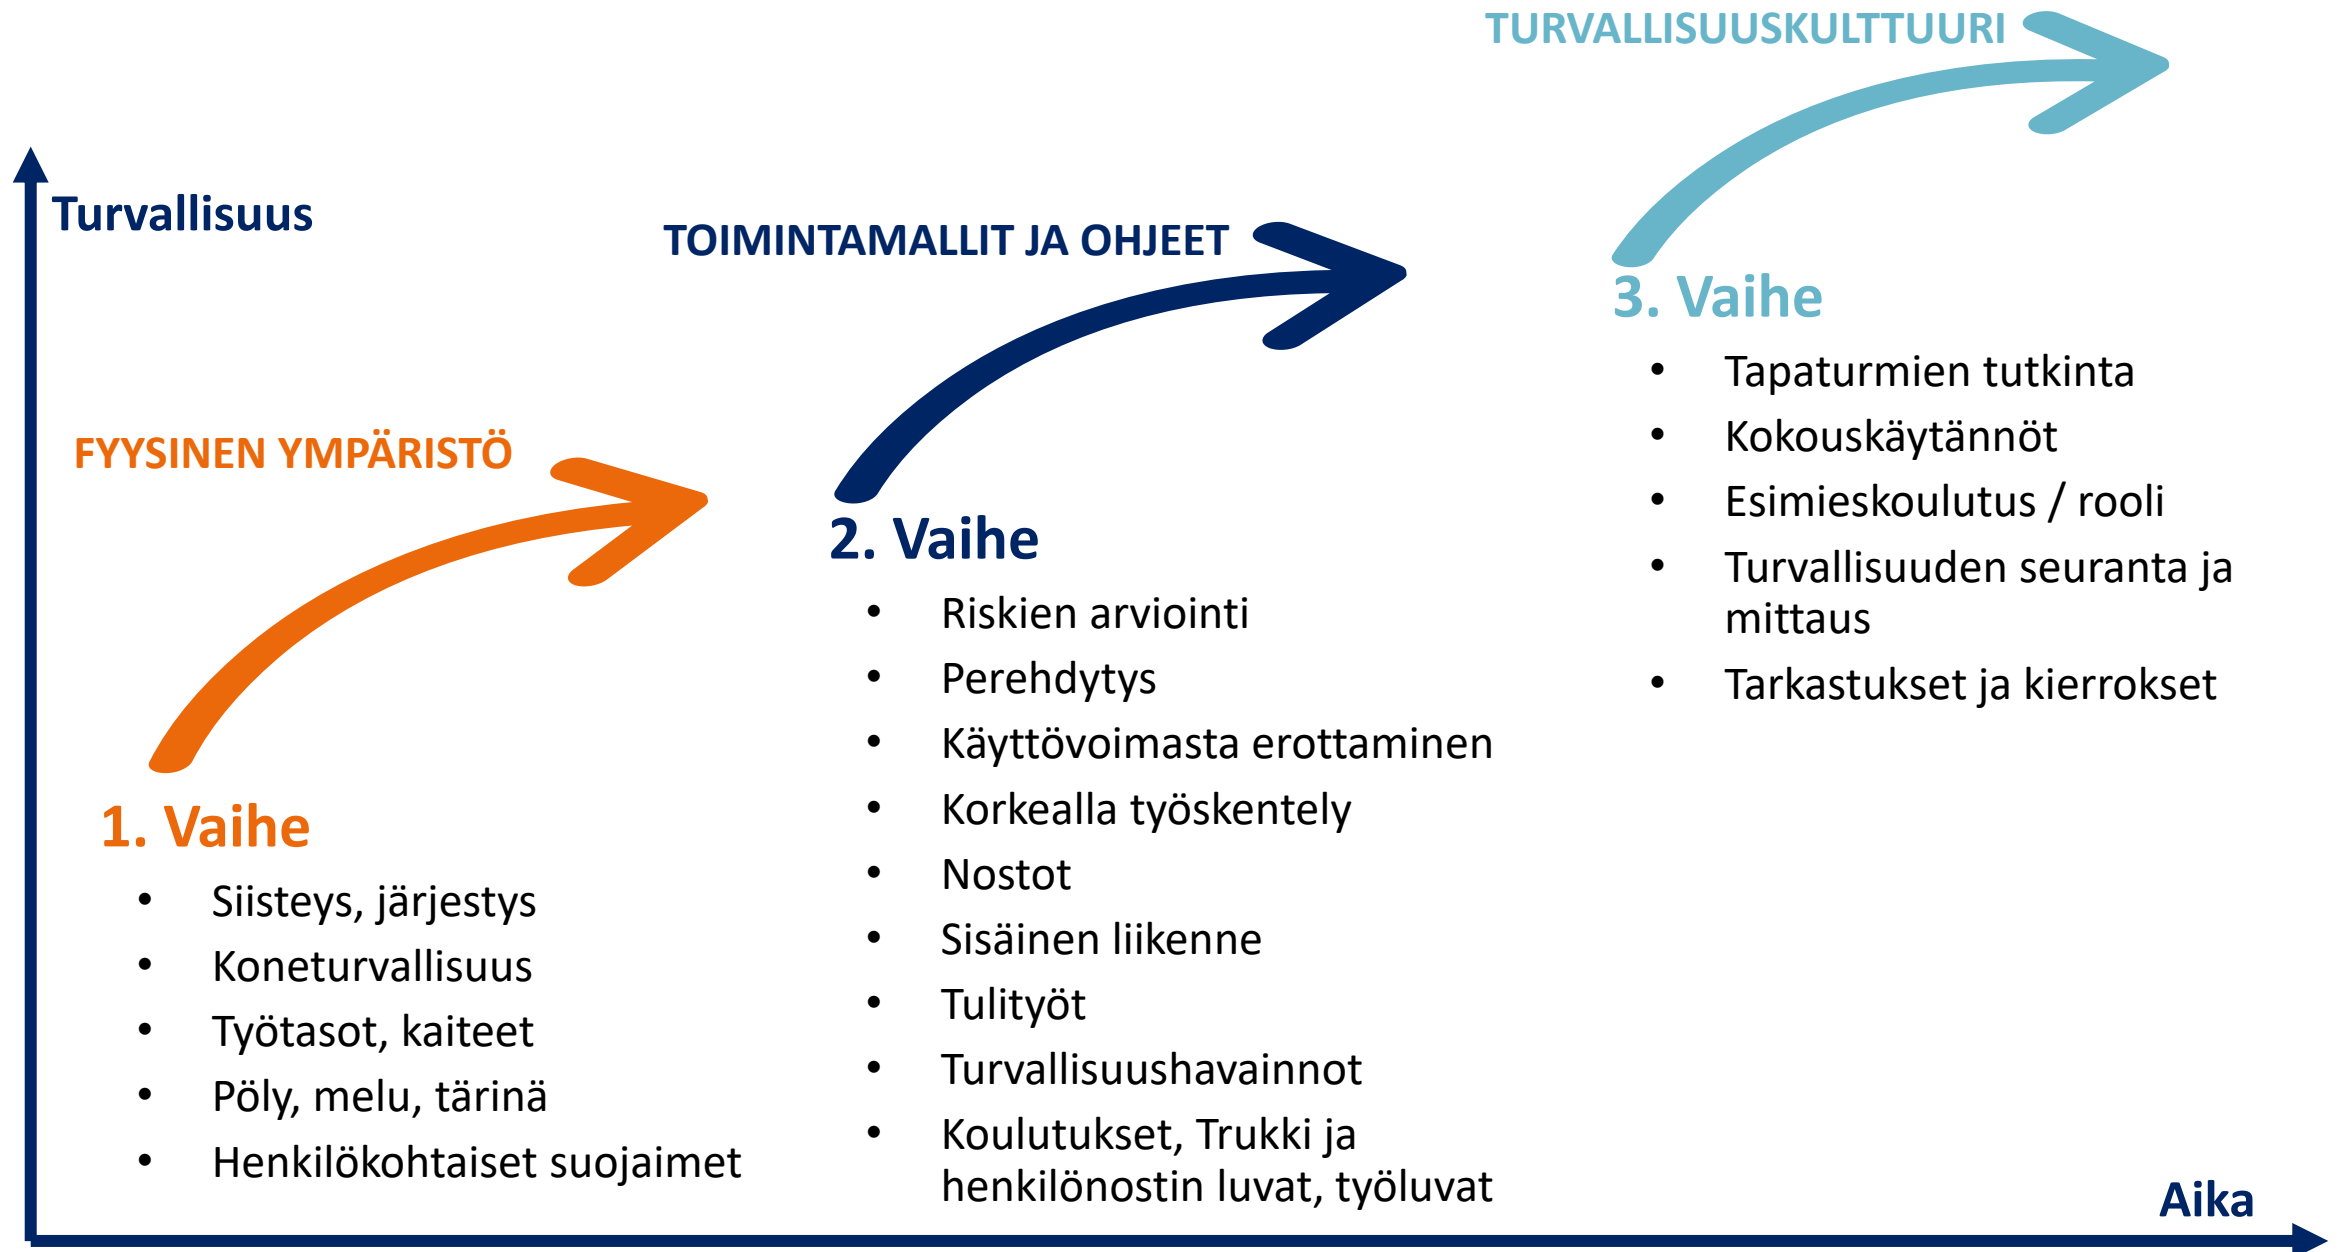 TURVALLISUUSKULTTUURI
Turvallisuus
TOIMINTAMALLIT JA OHJEET
FYYSINEN YMPÄRISTÖ
1. Vaihe
• Siisteys, järjestys
• Koneturvallisuus
• Työtasot, kaiteet
• Pöly, melu, tärinä
• Henkilökohtaiset suojaimet
2. Vaihe
• Riskien arviointi
• Perehdytys
• Käyttövoimasta erottaminen
• Korkealla työskentely
• Nostot
• Sisäinen liikenne
• Tulityöt
• Turvallisuushavainnot
• Koulutukset, Trukki ja
henkilönostin luvat, työluvat
3. Vaihe
• Tapaturmien tutkinta
• Kokouskäytännöt
• Esimieskoulutus / rooli
• Turvallisuuden seuranta ja
mittaus
• Tarkastukset ja kierrokset
Aika